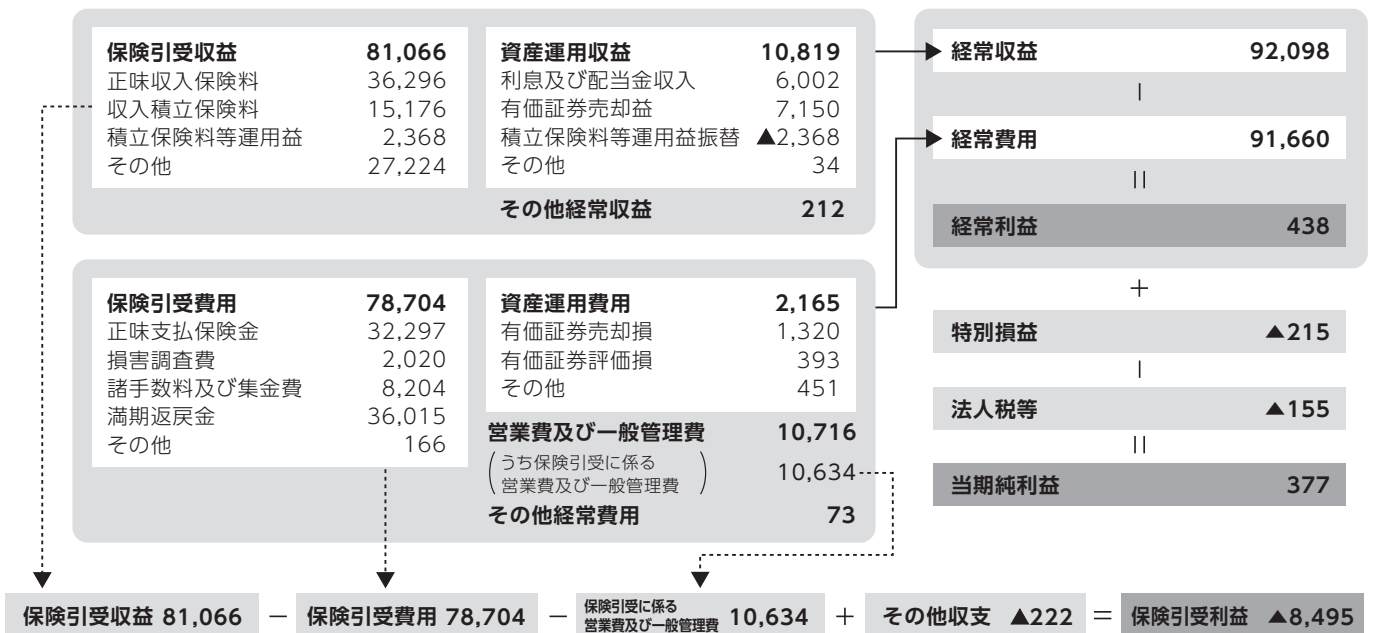 保険引受収益 81,066
正味収入保険料 36,296
収入積立保険料 15,176
積立保険料等運用益 2,368
その他 27,224
資産運用収益 10,819
利息及び配当金収入 6,002
有価証券売却益 7,150
積立保険料等運用益振替 ▲2,368
その他 34
その他経常収益 212
保険引受費用 78,704
正味支払保険金 32,297
損害調査費 2,020
諸手数料及び集金費 8,204
満期返戻金 36,015
その他 166
資産運用費用 2,165
有価証券売却損 1,320
有価証券評価損 393
その他 451
営業費及び一般管理費 10,716
(うち保険引受に係る
営業費及び一般管理費) 10,634
その他経常費用 73
経常収益 92,098
−
経常費用 91,660
=
経常利益 438
+
特別損益 ▲215
−
法人税等 ▲155
=
当期純利益 377
保険引受収益 81,066 − 保険引受費用 78,704 − 保険引受に係る
営業費及び一般管理費 10,634 + その他収支 ▲222 = 保険引受利益 ▲8,495